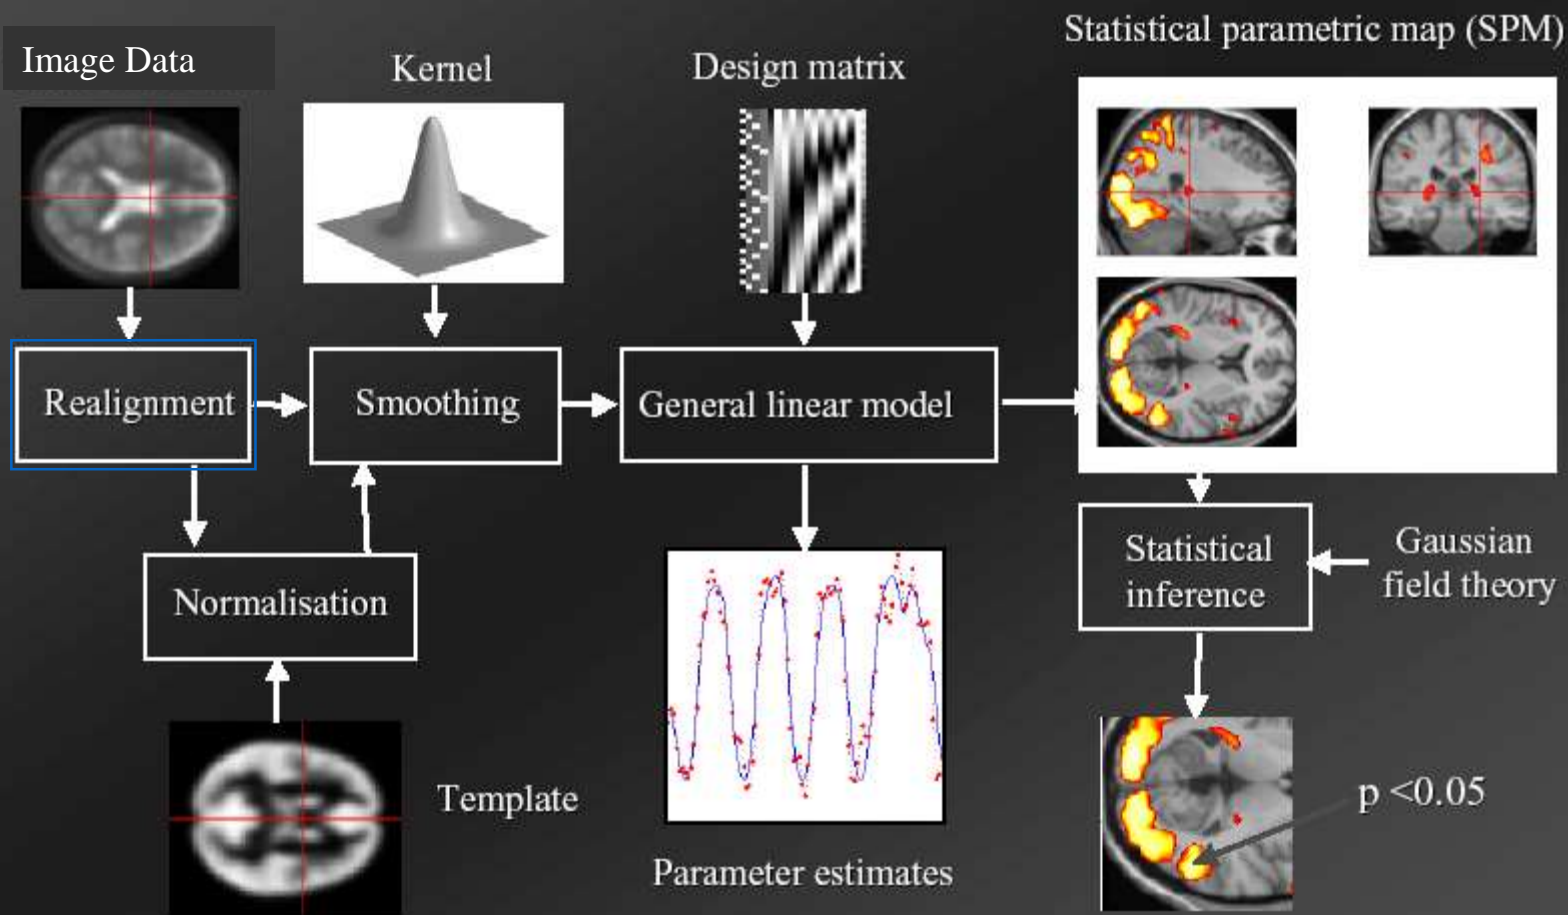 Statistical parametric map (SPM)
Image Data
Kernel
Design matrix
Realignment
Smoothing
General linear model
Statistical
inference
Gaussian
field theory
Normalisation
Template
p <0.05
Parameter estimates